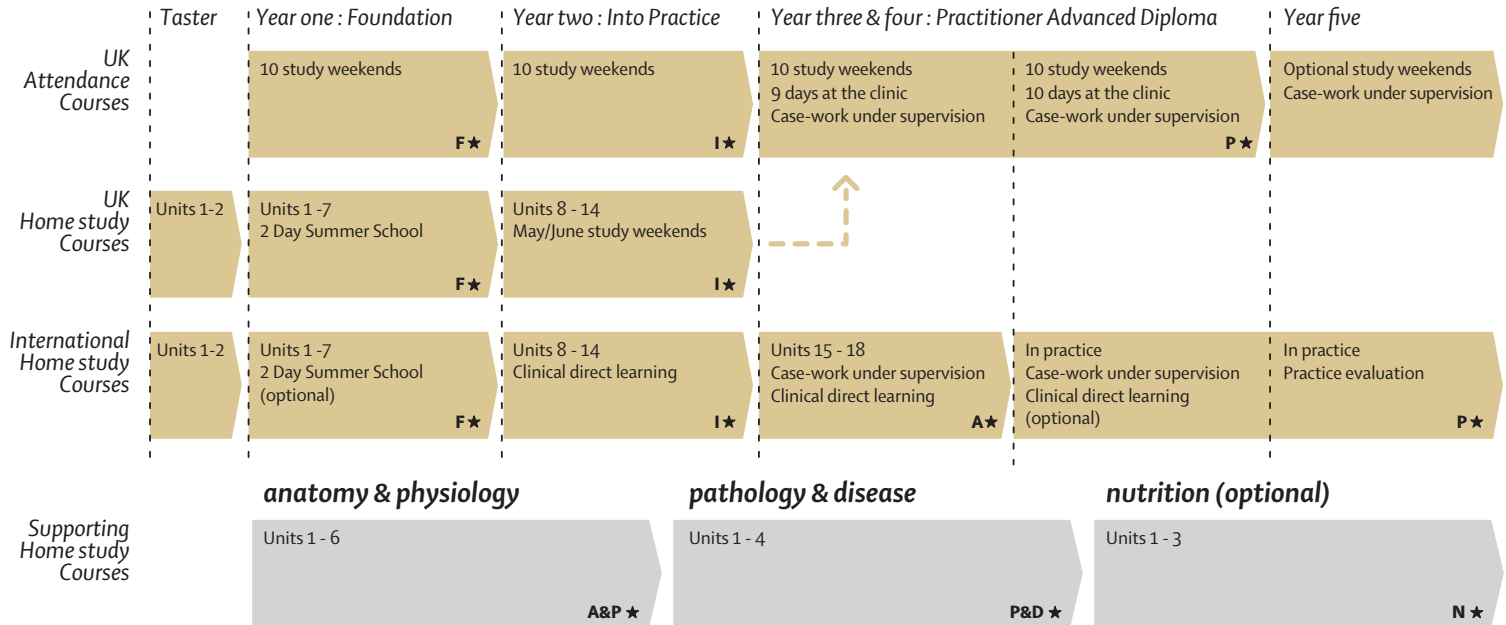 Taster
Year one : Foundation
Year two : Into Practice
Year three & four : Practitioner Advanced Diploma
Year five
UK
Attendance
Courses
10 study weekends
F★
10 study weekends
I★
10 study weekends
9 days at the clinic
Case-work under supervision
10 study weekends
10 days at the clinic
Case-work under supervision
P★
Optional study weekends
Case-work under supervision
UK
Home study
Courses
Units 1-2
Units 1 -7
2 Day Summer School
F★
Units 8 - 14
May/June study weekends
I★
International
Home study
Courses
Units 1-2
Units 1 -7
2 Day Summer School
(optional)
F★
Units 8 - 14
Clinical direct learning
I★
Units 15 - 18
Case-work under supervision
Clinical direct learning
A★
In practice
Case-work under supervision
Clinical direct learning
(optional)
In practice
Practice evaluation
P★
Supporting
Home study
Courses
anatomy & physiology
Units 1 - 6
A&P ★
pathology & disease
Units 1 - 4
P&D ★
nutrition (optional)
Units 1 - 3
N ★